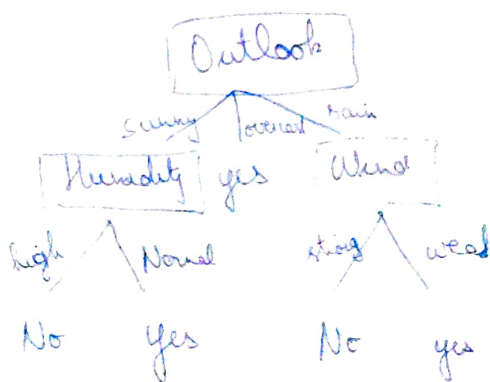 Outlook
sunny overcast rain
Humidity yes Wind
high Normal strong weak
No Yes No yes